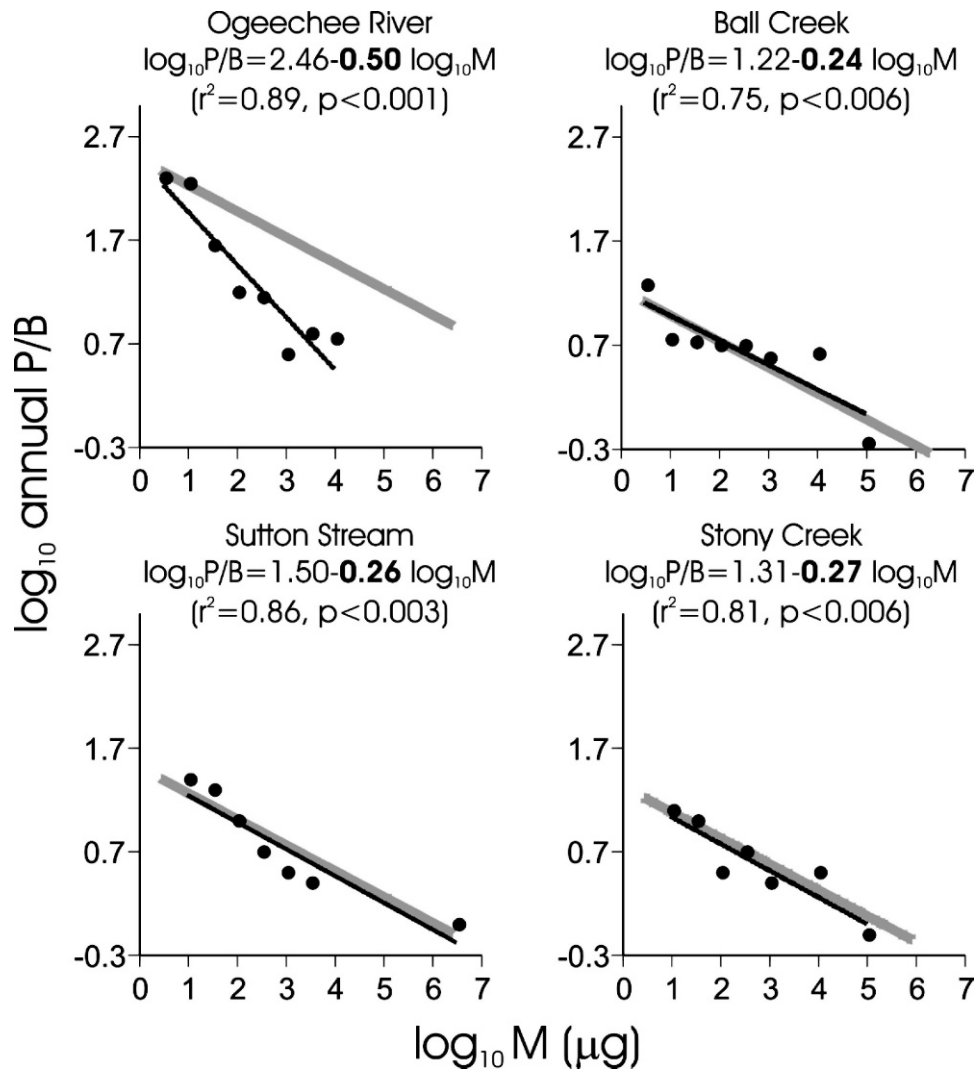 Ogeechee River
log₁₀P/B=2.46-0.50 log₁₀M
(r²=0.89, p<0.001)
2.7
1.7
0.7
-0.3
0 1 2 3 4 5 6 7
Ball Creek
log₁₀P/B=1.22-0.24 log₁₀M
(r²=0.75, p<0.006)
2.7
1.7
0.7
-0.3
0 1 2 3 4 5 6 7
log₁₀ annual P/B
Sutton Stream
log₁₀P/B=1.50-0.26 log₁₀M
(r²=0.86, p<0.003)
2.7
1.7
0.7
-0.3
0 1 2 3 4 5 6 7
Stony Creek
log₁₀P/B=1.31-0.27 log₁₀M
(r²=0.81, p<0.006)
2.7
1.7
0.7
-0.3
0 1 2 3 4 5 6 7
log₁₀ M (μg)